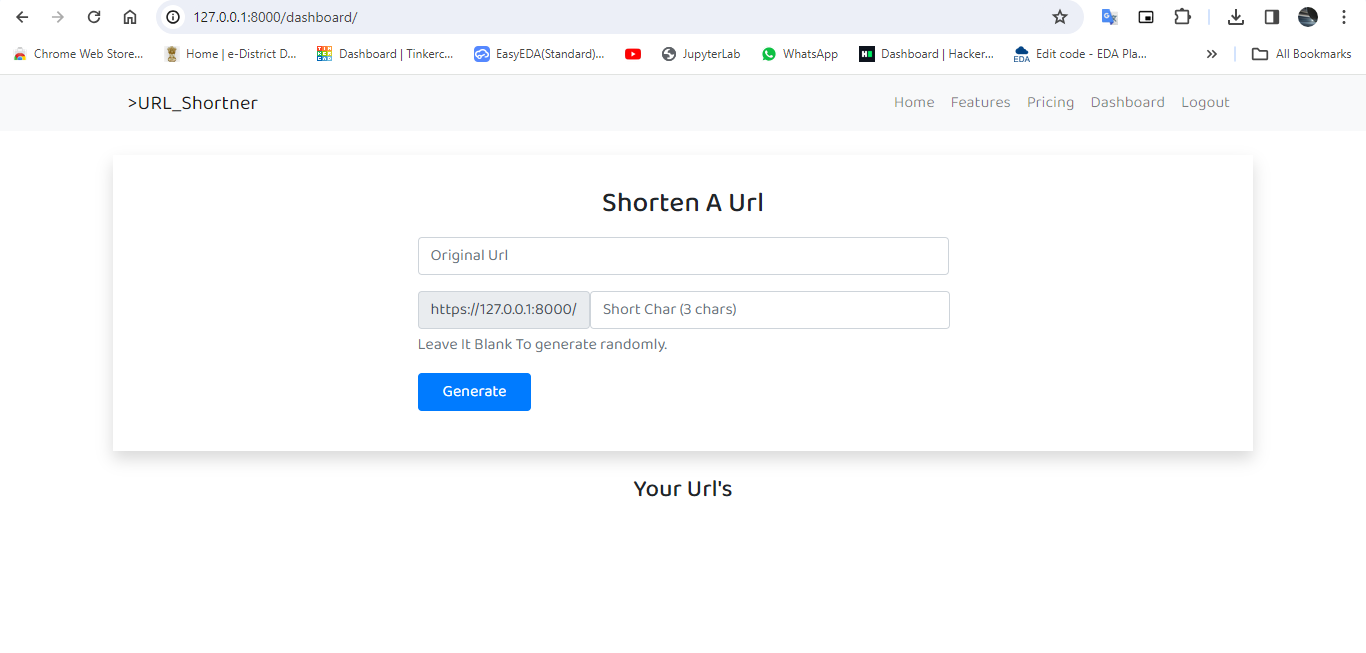 127.0.0.1:8000/dashboard/
Chrome Web Store... Home | e-District D... Dashboard | Tinkerc... EasyEDA(Standard)... JupyterLab WhatsApp Dashboard | Hacker... EDA Edit code - EDA Pla... » All Bookmarks
>URL_Shortner Home Features Pricing Dashboard Logout
Shorten A Url
Original Url
https://127.0.0.1:8000/ Short Char (3 chars)
Leave It Blank To generate randomly.
Generate
Your Url's